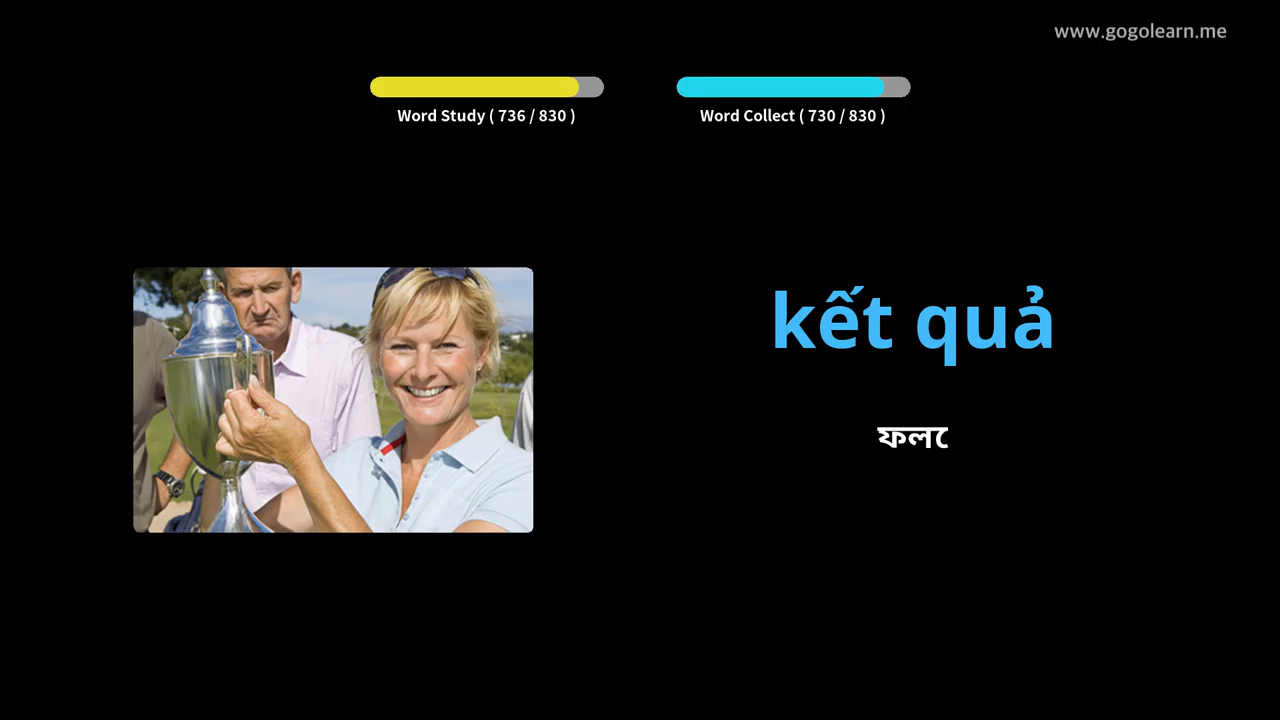 www.gogolearn.me
Word Study ( 736 / 830 )
Word Collect ( 730 / 830 )
kết quả
ফলে